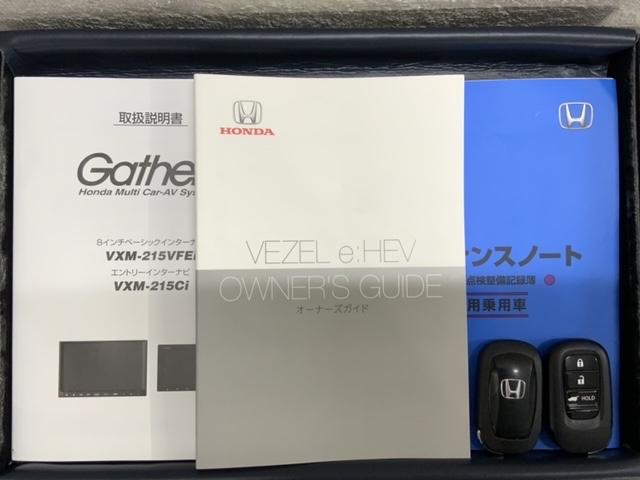 取扱説明書
Gathe
Honda Multi Car-AV Sys
8インチベーシックインターナ
VXM-215VFE
エントリーインターナビ
VXM-215Ci
HONDA
VEZEL e:HEV
OWNER'S GUIDE
オーナーズガイド
ナンスノート
点検整備記録簿
用乗用車
HOLD